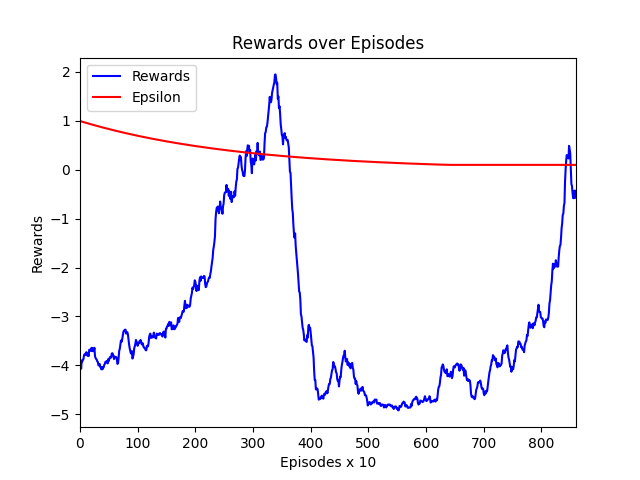 Rewards over Episodes
Rewards
Epsilon
2
1
0
−1
−2
−3
−4
−5
Rewards
0 100 200 300 400 500 600 700 800
Episodes x 10